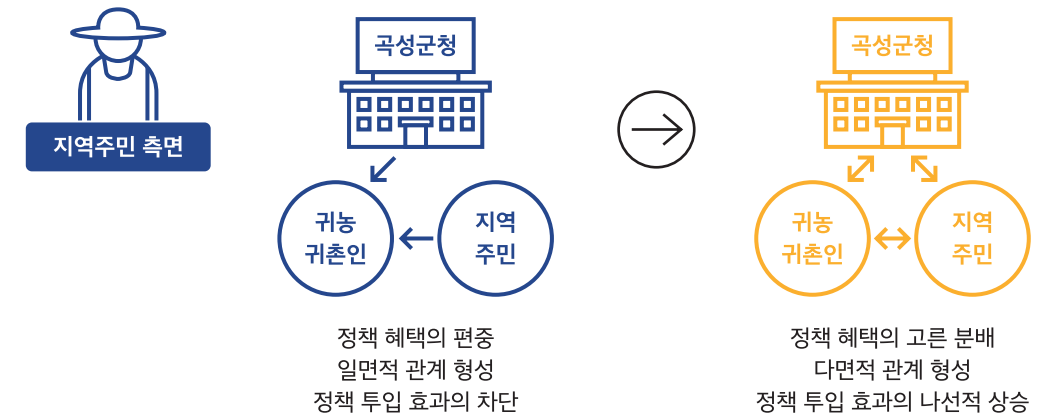 지역주민 측면
곡성군청
귀농
귀촌인
지역
주민
정책 혜택의 편중
일면적 관계 형성
정책 투입 효과의 차단
곡성군청
귀농
귀촌인
지역
주민
정책 혜택의 고른 분배
다면적 관계 형성
정책 투입 효과의 나선적 상승